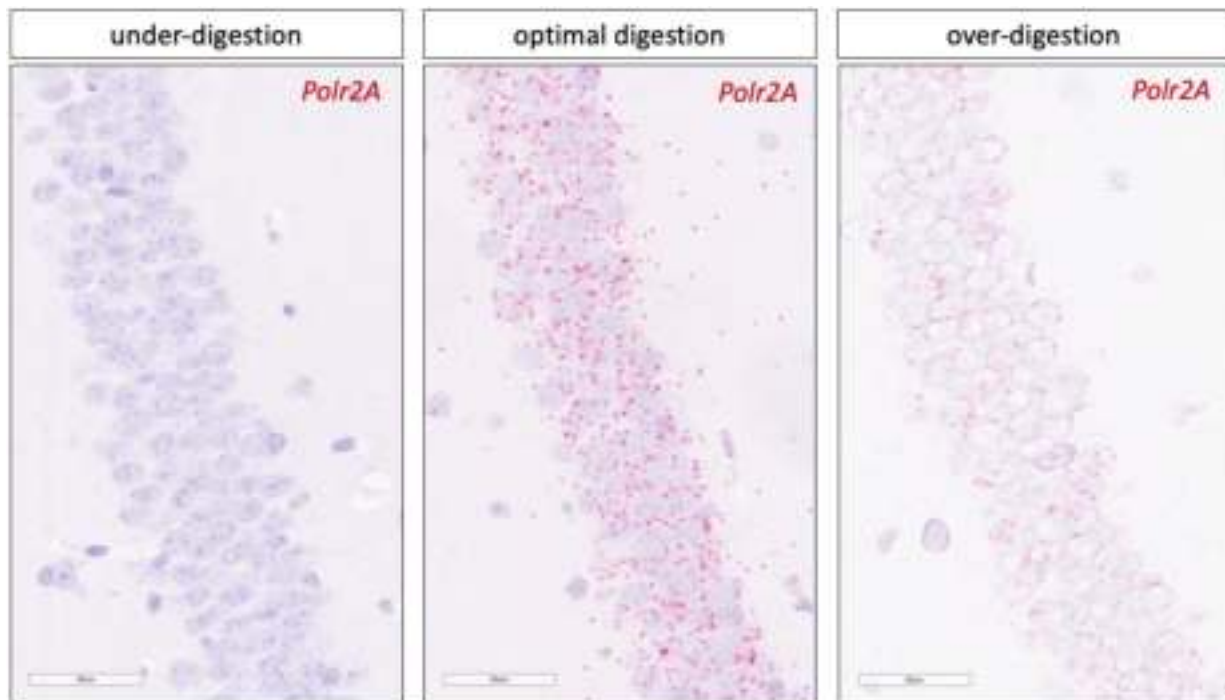 under-digestion
optimal digestion
over-digestion
Polr2A
Polr2A
Polr2A